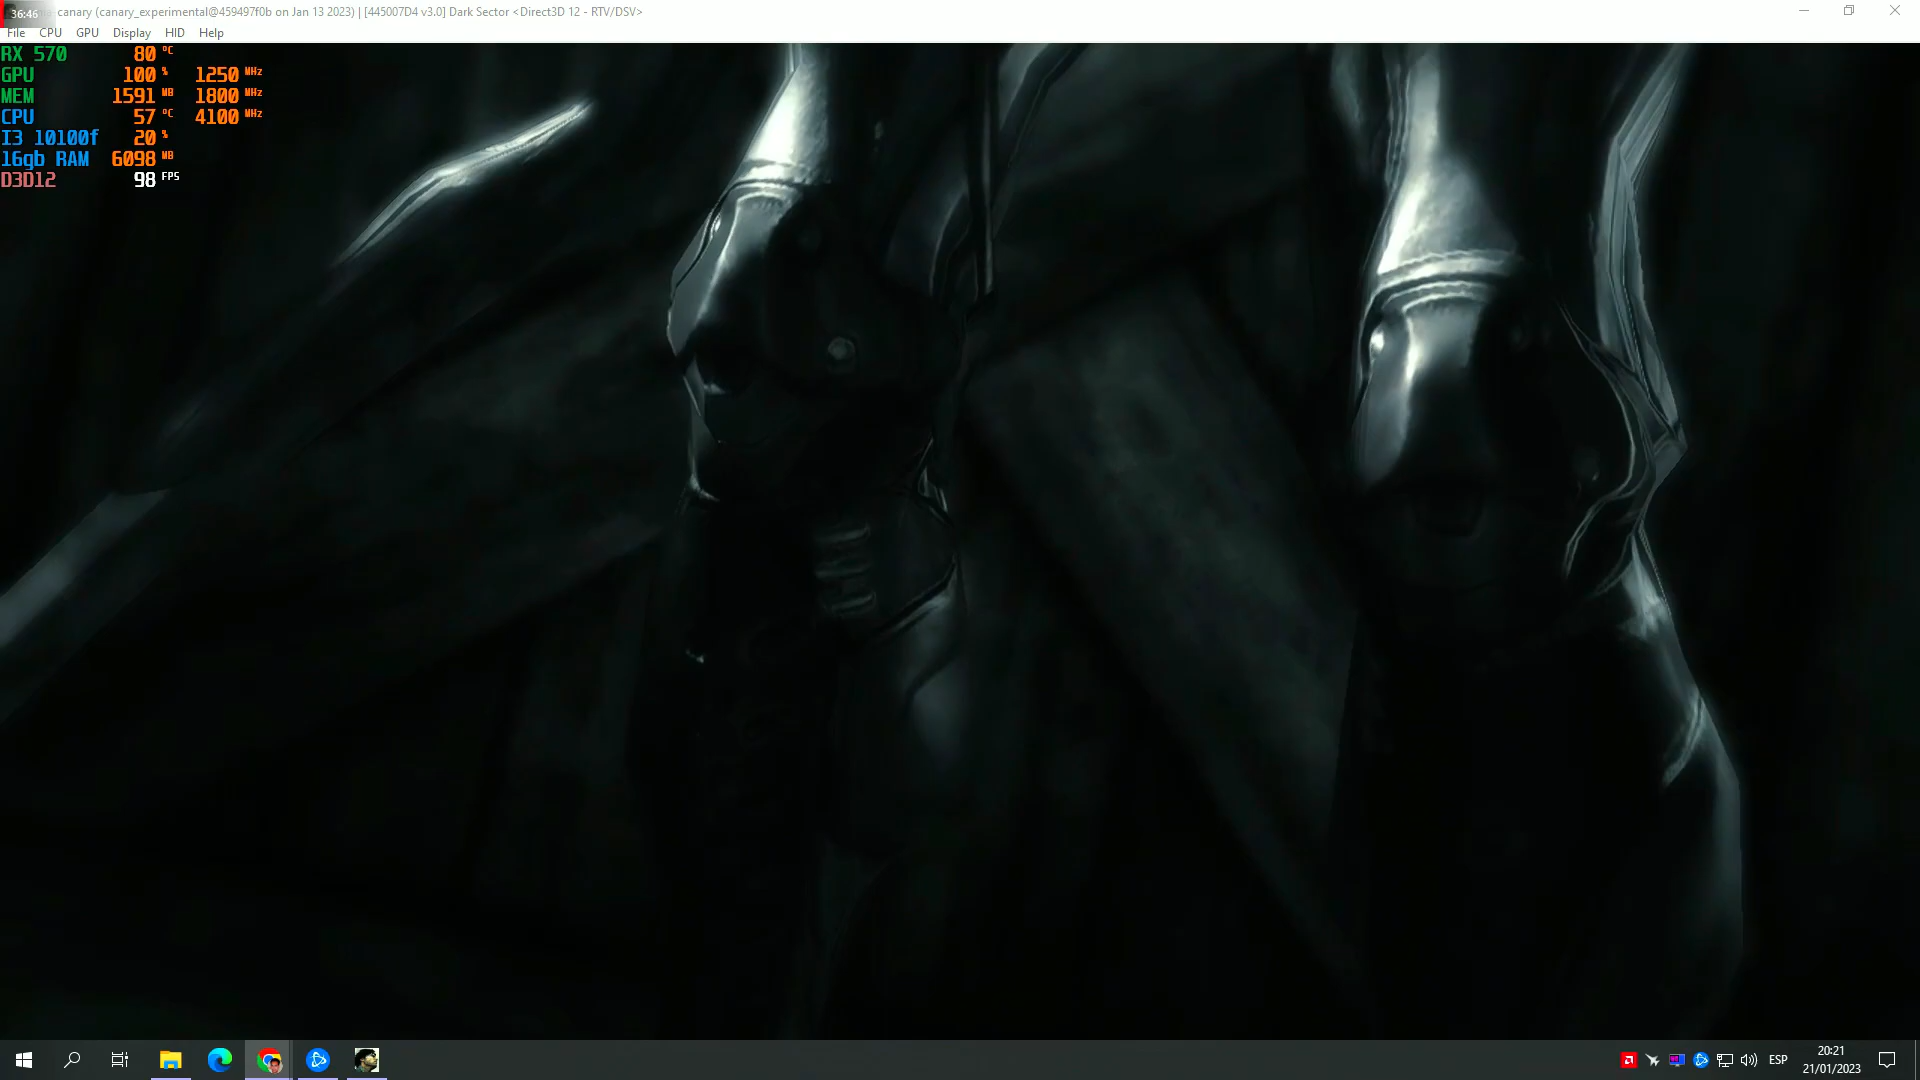 36:46 canary (canary_experimental@459497f0b on Jan 13 2023) | [445007D4 v3.0] Dark Sector <Direct3D 12 - RTV/DSV>
File CPU GPU Display HID Help
RX 570 80 °C
GPU 100 % 1250 MHz
MEM 1591 MB 1800 MHz
CPU 57 °C 4100 MHz
I3 10100f 20 %
16gb RAM 6098 MB
D3D12 98 FPS
ESP
20:21
21/01/2023